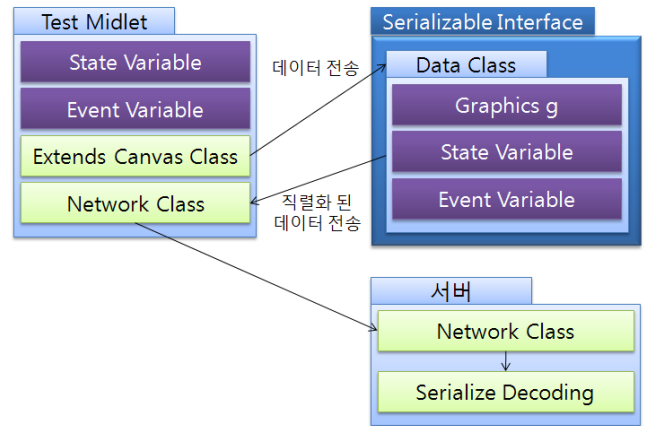 Test Midlet
State Variable
Event Variable
Extends Canvas Class
Network Class
데이터 전송
직렬화 된
데이터 전송
Serializable Interface
Data Class
Graphics g
State Variable
Event Variable
서버
Network Class
Serialize Decoding